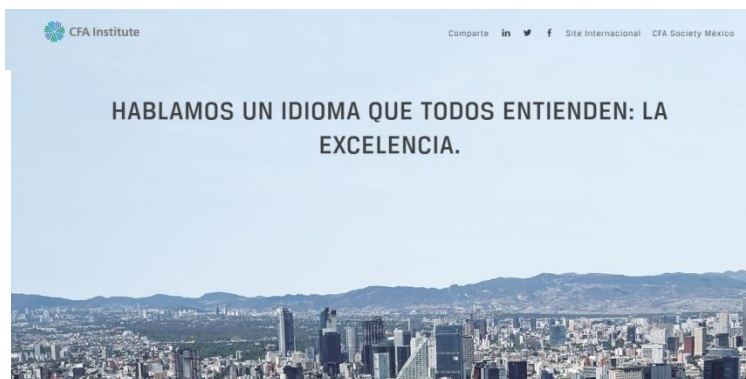 CFA Institute
Comparte in f Site Internacional CFA Society México
HABLAMOS UN IDIOMA QUE TODOS ENTIENDEN: LA
EXCELENCIA.